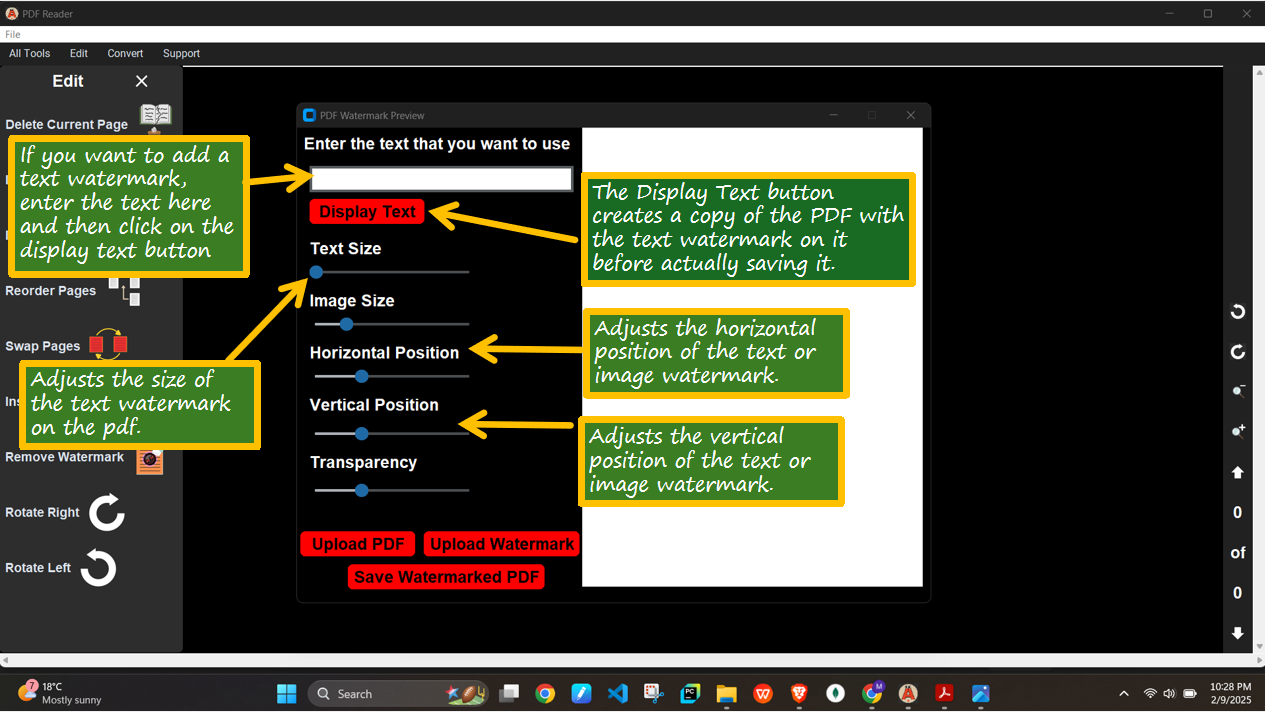 PDF Reader
File
All Tools Edit Convert Support
Edit
Delete Current Page
If you want to add a
text watermark,
enter the text here
and then click on the
display text button
Reorder Pages
Swap Pages
Ins
Adjusts the size of
the text watermark
on the pdf.
Remove Watermark
Rotate Right
Rotate Left
PDF Watermark Preview
Enter the text that you want to use
Display Text
Text Size
Image Size
Horizontal Position
Vertical Position
Transparency
Upload PDF Upload Watermark
Save Watermarked PDF
The Display Text button
creates a copy of the PDF with
the text watermark on it
before actually saving it.
Adjusts the horizontal
position of the text or
image watermark.
Adjusts the vertical
position of the text or
image watermark.
0
of
0
7
18°C
Mostly sunny
Search
PC
W
M
10:28 PM
2/9/2025